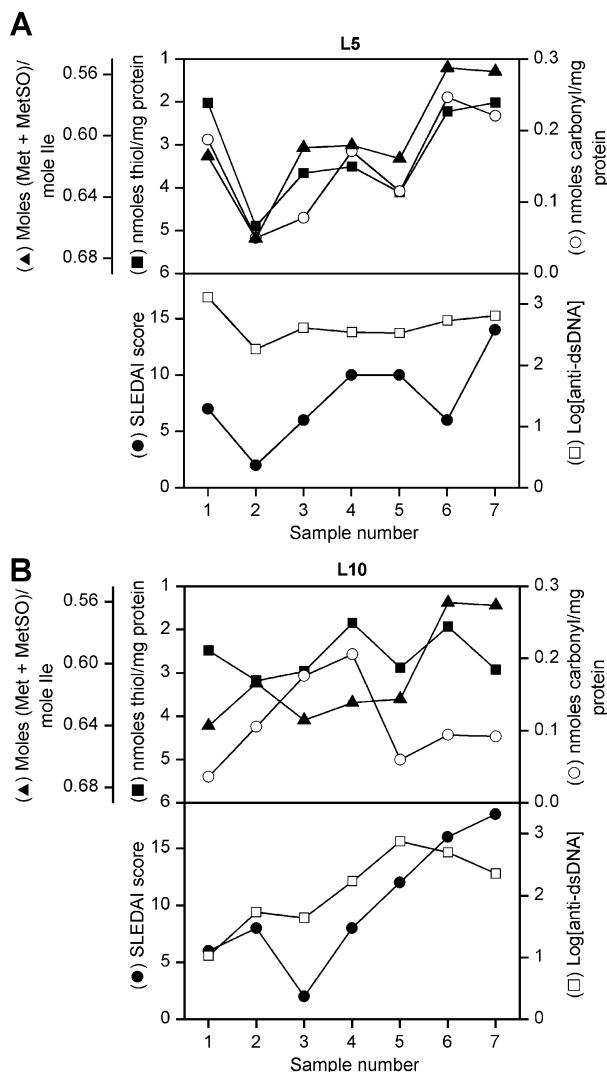 A
L5
(▲) Moles (Met + MetSO)/
mole Ile
0.56
0.60
0.64
0.68
(■) nmoles thiol/mg protein
1
2
3
4
5
6
0.3
0.2
0.1
0.0
(○) nmoles carbonyl/mg
protein
(●) SLEDAI score
15
10
5
0
3
2
1
0
(□) Log[anti-dsDNA]
1 2 3 4 5 6 7
Sample number
B
L10
(▲) Moles (Met + MetSO)/
mole Ile
0.56
0.60
0.64
0.68
(■) nmoles thiol/mg protein
1
2
3
4
5
6
0.3
0.2
0.1
0.0
(○) nmoles carbonyl/mg
protein
(●) SLEDAI score
15
10
5
0
3
2
1
0
(□) Log[anti-dsDNA]
1 2 3 4 5 6 7
Sample number